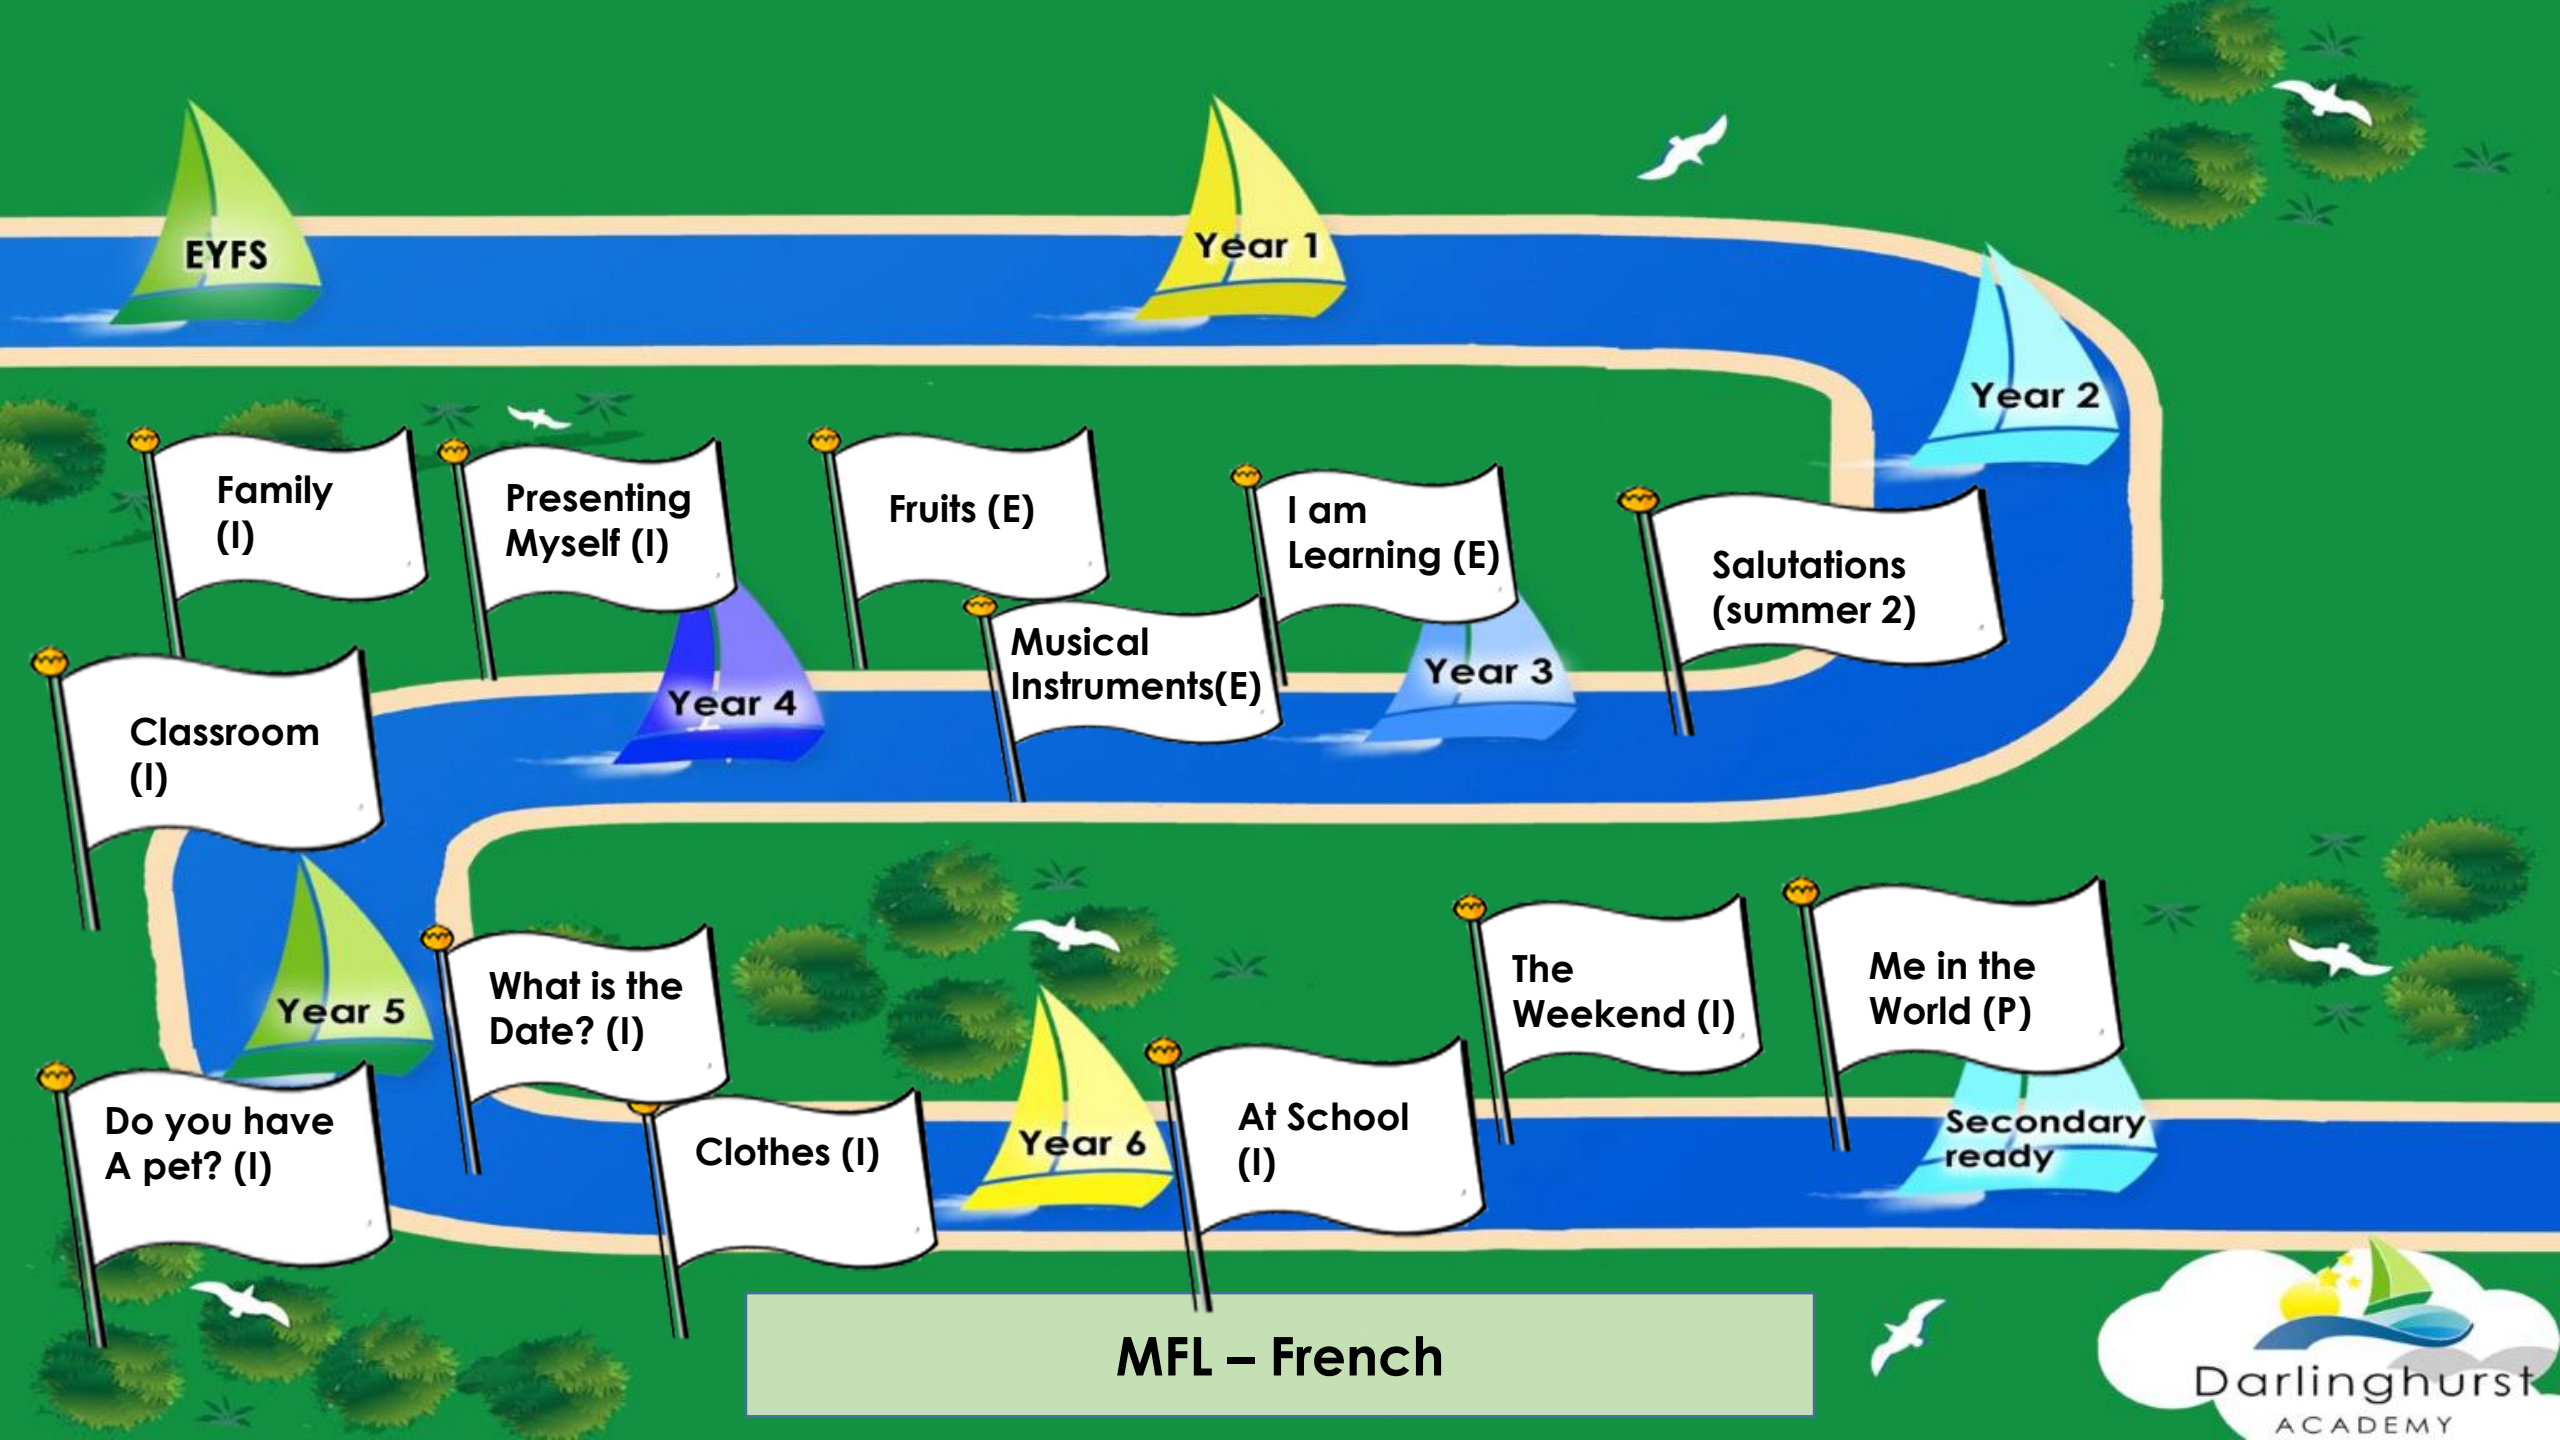 EYFS
Year 1
Year 2
Family
(I)
Presenting
Myself (I)
Fruits (E)
I am
Learning (E)
Salutations
(summer 2)
Musical
Instruments(E)
Year 3
Year 4
Classroom
(I)
Year 5
What is the
Date? (I)
Do you have
A pet? (I)
Clothes (I)
Year 6
At School
(I)
The
Weekend (I)
Me in the
World (P)
Secondary
ready
MFL – French
Darlinghurst
ACADEMY